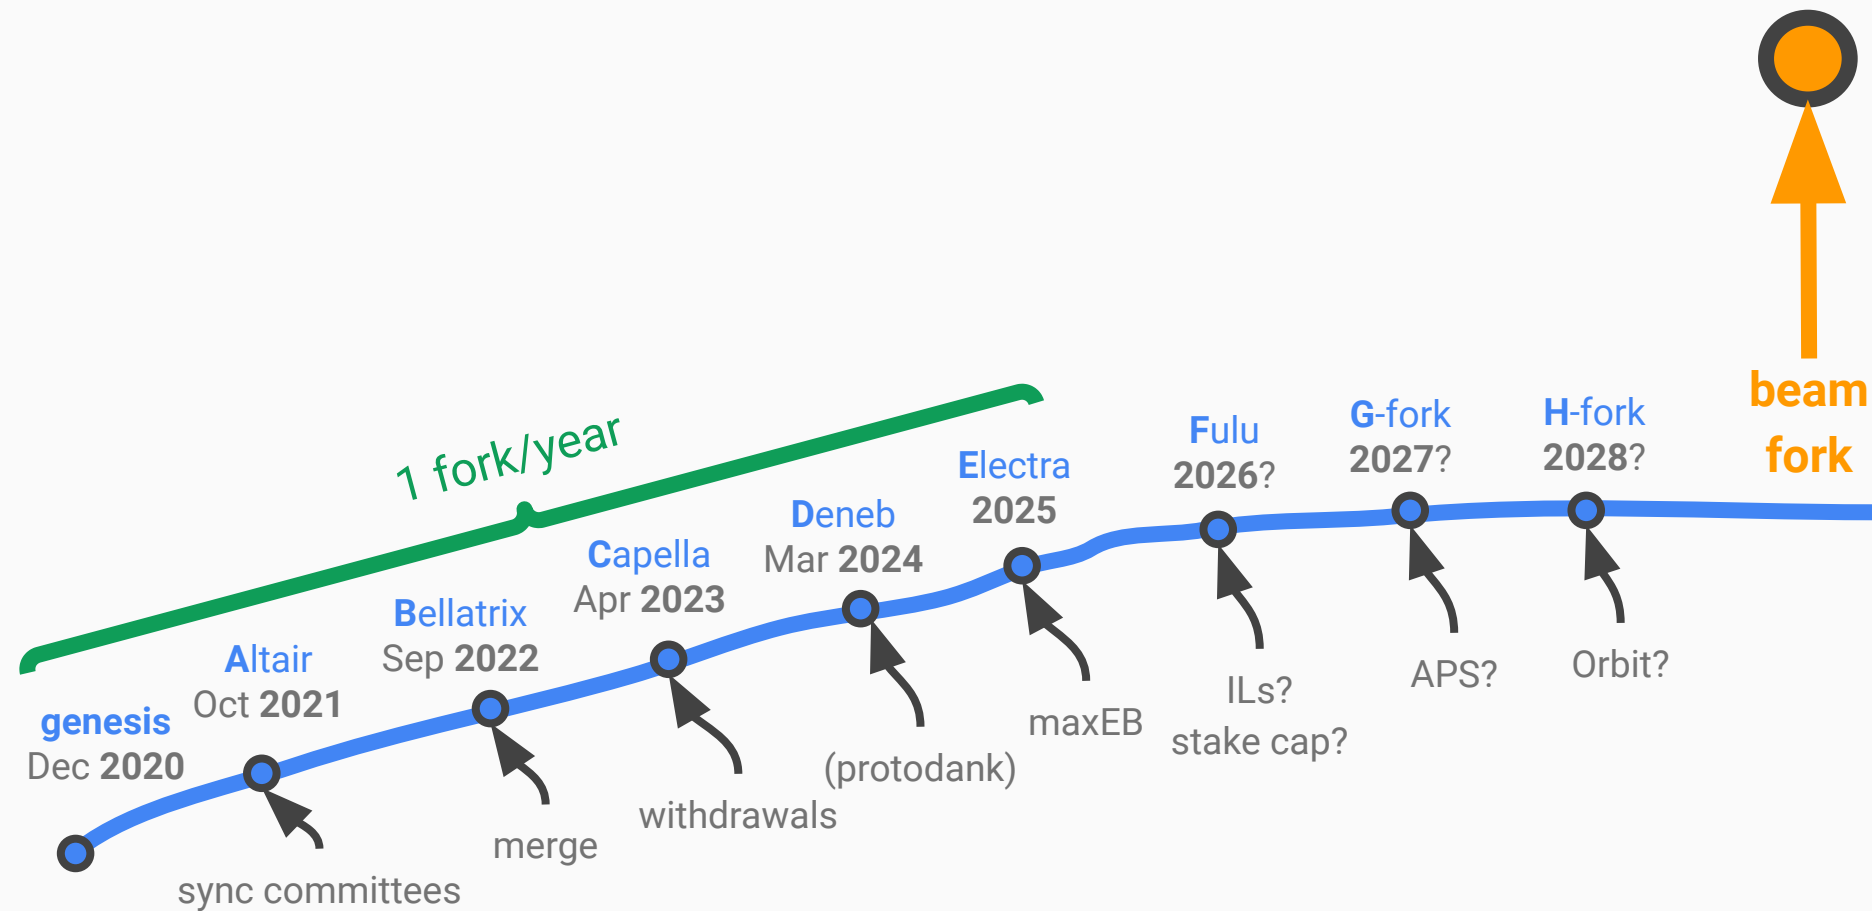 beam
fork
1 fork/year
genesis
Dec 2020
Altair
Oct 2021
Bellatrix
Sep 2022
Capella
Apr 2023
Deneb
Mar 2024
Electra
2025
Fulu
2026?
G-fork
2027?
H-fork
2028?
sync committees
merge
withdrawals
(protodank)
maxEB
ILs?
stake cap?
APS?
Orbit?